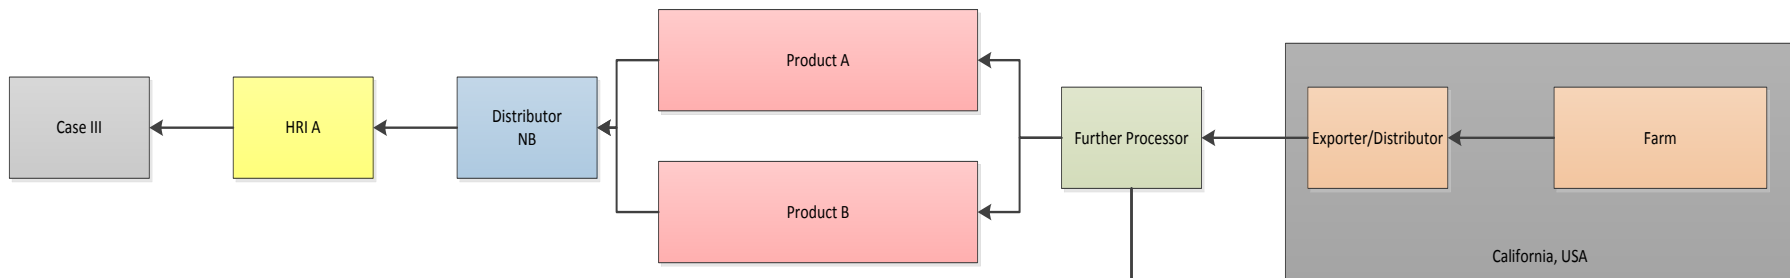 Product A
Case III
HRI A
Distributor
NB
Further Processor
Exporter/Distributor
Farm
Product B
California, USA